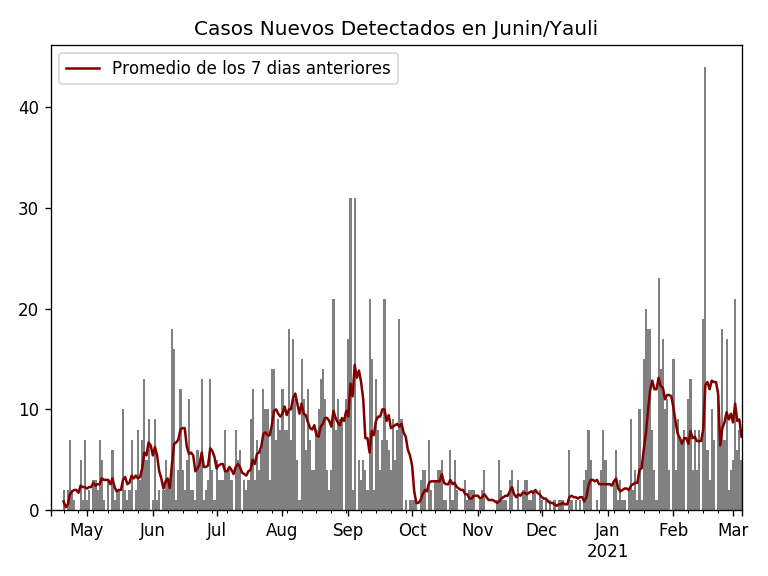 Casos Nuevos Detectados en Junin/Yauli
Promedio de los 7 dias anteriores
40
30
20
10
0
May Jun Jul Aug Sep Oct Nov Dec Jan Feb Mar
2021